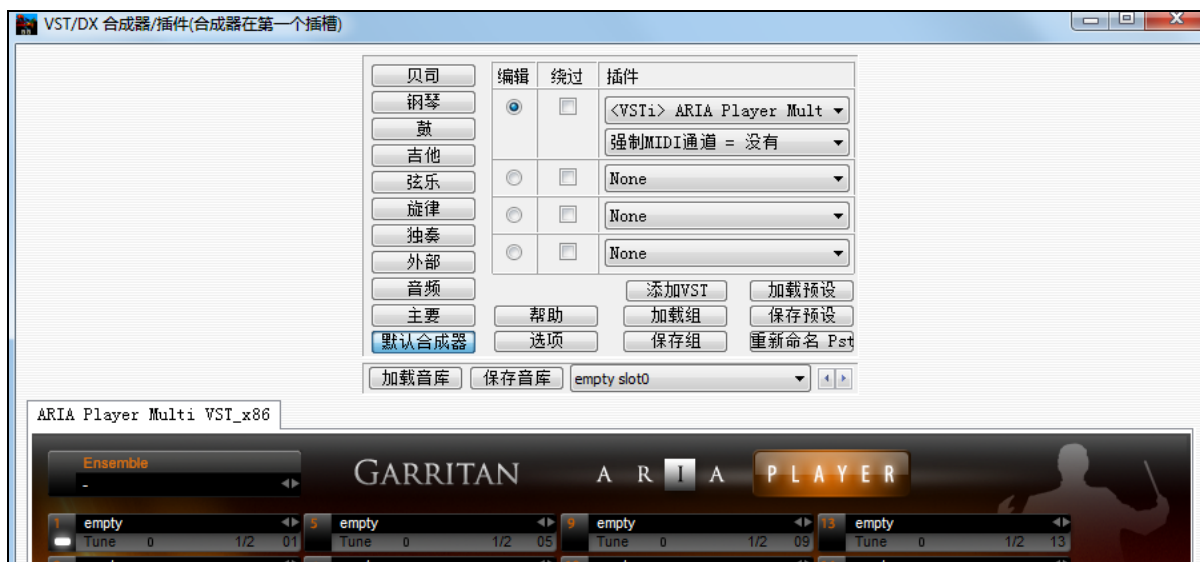 VST/DX 合成器/插件(合成器在第一个插槽)
贝司
钢琴
鼓
吉他
弦乐
旋律
独奏
外部
音频
主要
默认合成器
编辑 绕过 插件
<VSTi> ARIA Player Mult
强制MIDI通道 = 没有
None
None
None
添加VST 加载预设
帮助 加载组 保存预设
选项 保存组 重新命名 Pst
加载音库 保存音库 empty slot0
ARIA Player Multi VST_x86
Ensemble
-
GARRITAN ARIA PLAYER
1 empty 5 empty 9 empty 13 empty
Tune 0 1/2 01 Tune 0 1/2 05 Tune 0 1/2 09 Tune 0 1/2 13